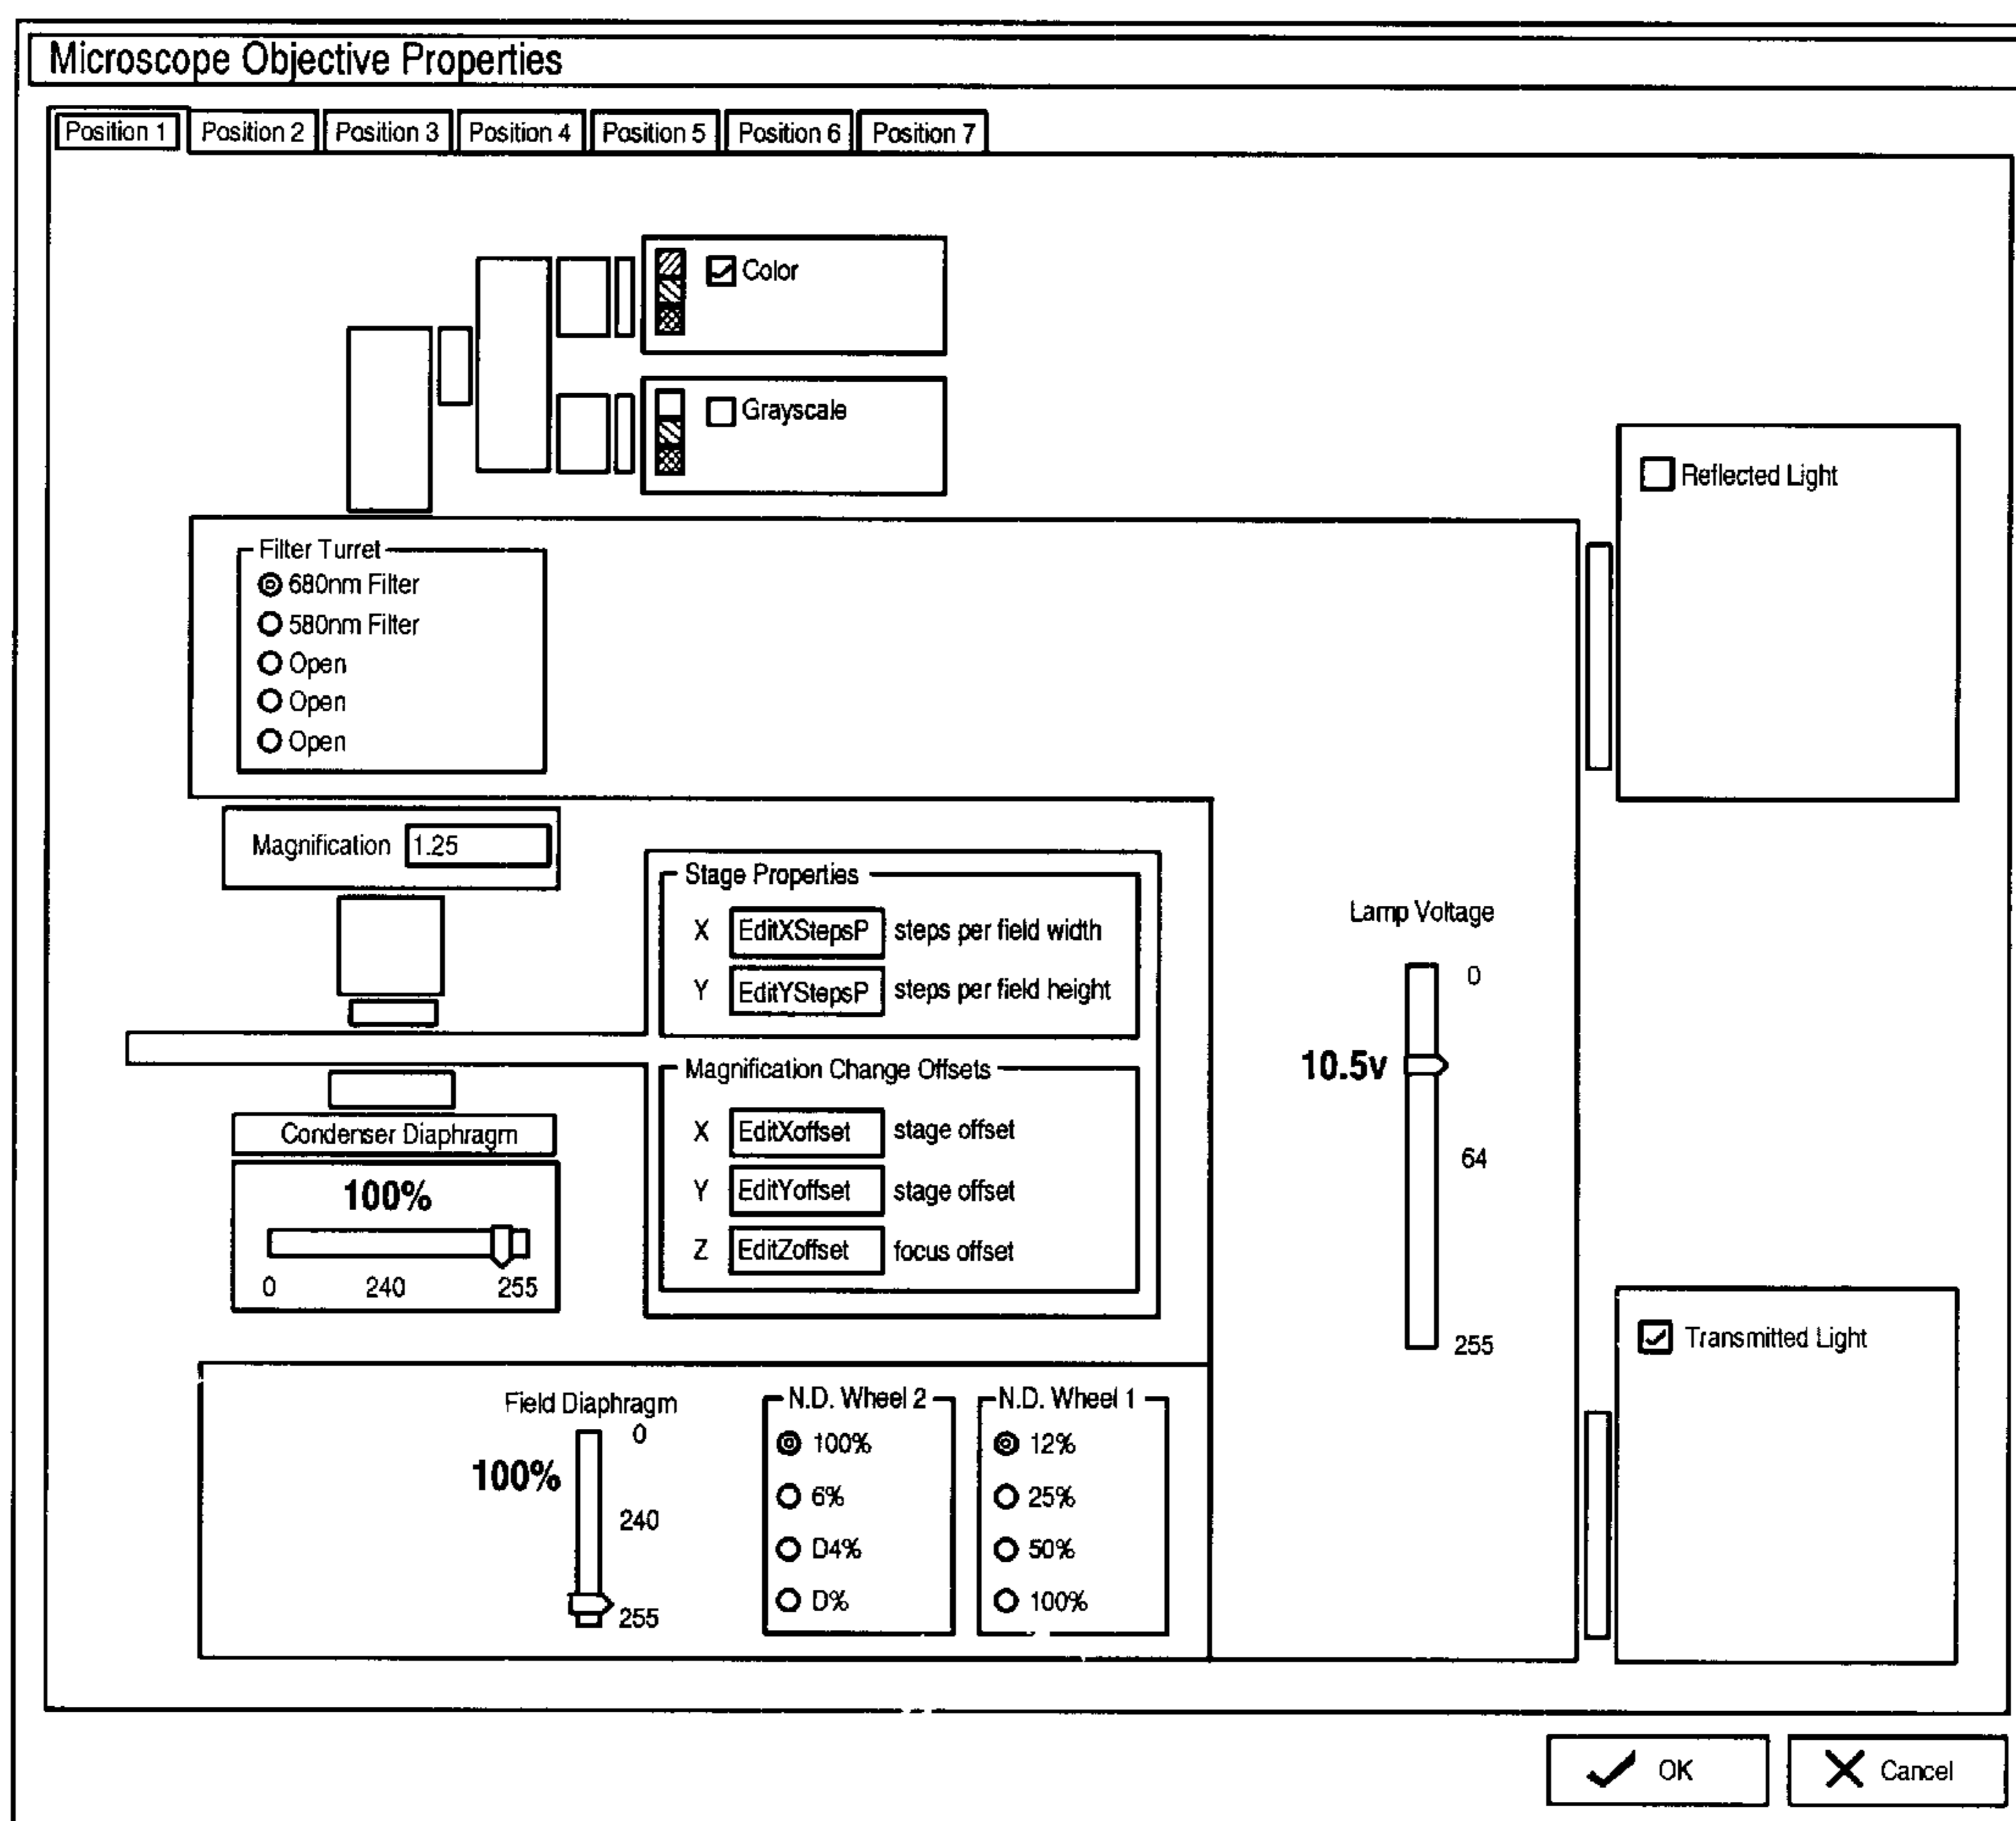 Microscope Objective Properties
Position 1 Position 2 Position 3 Position 4 Position 5 Position 6 Position 7
Color
Grayscale
Reflected Light
Filter Turret
680nm Filter
580nm Filter
Open
Open
Open
Magnification 1.25
Stage Properties
X EditXStepsP steps per field width
Y EditYStepsP steps per field height
Magnification Change Offsets
X EditXoffset stage offset
Y EditYoffset stage offset
Z EditZoffset focus offset
Lamp Voltage
0
10.5v
64
255
Condenser Diaphragm
100%
0 240 255
Transmitted Light
Field Diaphragm
0
100%
240
255
N.D. Wheel 2
100%
6%
D4%
D%
N.D. Wheel 1
12%
25%
50%
100%
OK Cancel